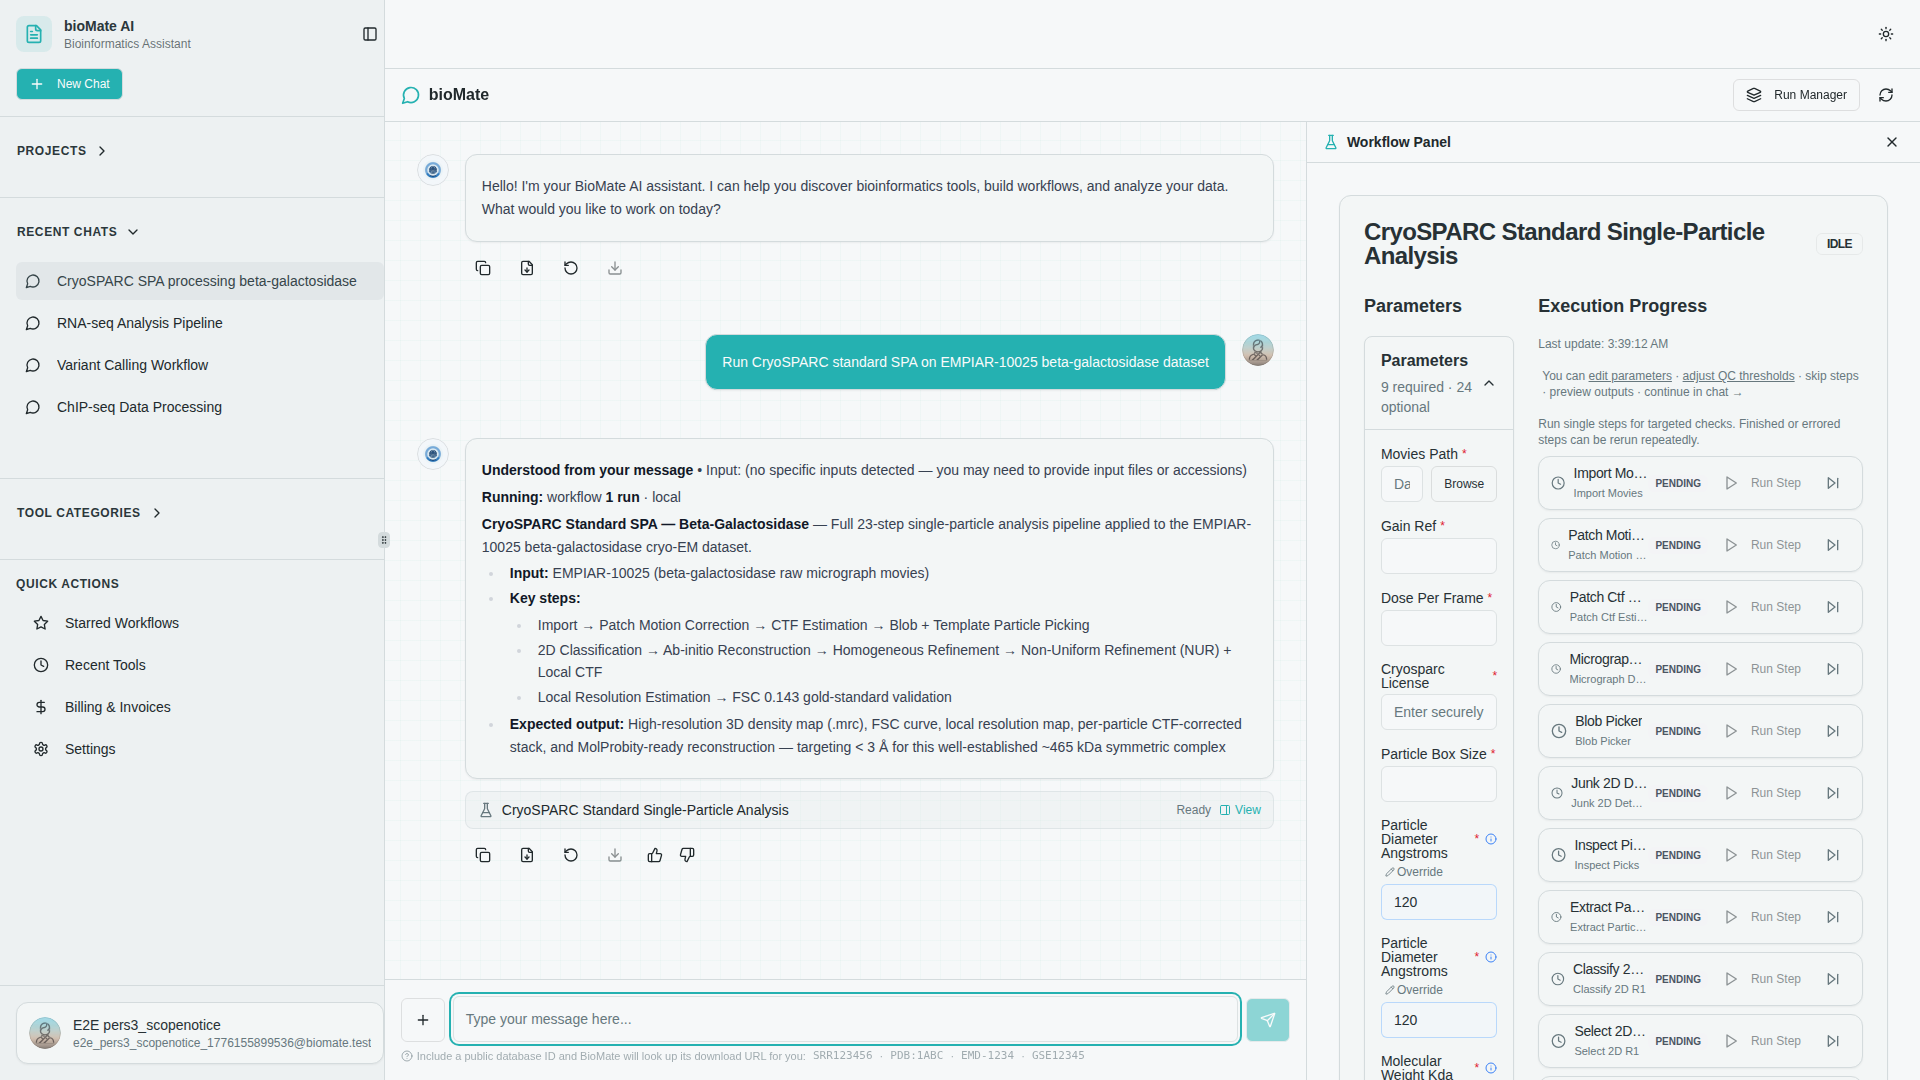 bioMate AI
Bioinformatics Assistant
New Chat
PROJECTS
RECENT CHATS
CryoSPARC SPA processing beta-galactosidase
RNA-seq Analysis Pipeline
Variant Calling Workflow
ChIP-seq Data Processing
TOOL CATEGORIES
QUICK ACTIONS
Starred Workflows
Recent Tools
Billing & Invoices
Settings
E2E pers3_scopenotice
e2e_pers3_scopenotice_1776155899536@biomate.test
bioMate
Run Manager
Hello! I'm your BioMate AI assistant. I can help you discover bioinformatics tools, build workflows, and analyze your data.
What would you like to work on today?
Run CryoSPARC standard SPA on EMPIAR-10025 beta-galactosidase dataset
Understood from your message • Input: (no specific inputs detected — you may need to provide input files or accessions)
Running: workflow 1 run · local
CryoSPARC Standard SPA — Beta-Galactosidase — Full 23-step single-particle analysis pipeline applied to the EMPIAR-
10025 beta-galactosidase cryo-EM dataset.
Input: EMPIAR-10025 (beta-galactosidase raw micrograph movies)
Key steps:
Import → Patch Motion Correction → CTF Estimation → Blob + Template Particle Picking
2D Classification → Ab-initio Reconstruction → Homogeneous Refinement → Non-Uniform Refinement (NUR) +
Local CTF
Local Resolution Estimation → FSC 0.143 gold-standard validation
Expected output: High-resolution 3D density map (.mrc), FSC curve, local resolution map, per-particle CTF-corrected
stack, and MolProbity-ready reconstruction — targeting < 3 Å for this well-established ~465 kDa symmetric complex
CryoSPARC Standard Single-Particle Analysis
Ready View
Type your message here...
Include a public database ID and BioMate will look up its download URL for you: SRR123456 · PDB:1ABC · EMD-1234 · GSE12345
Workflow Panel
CryoSPARC Standard Single-Particle
Analysis
IDLE
Parameters
Parameters
9 required · 24
optional
Movies Path *
Da
Browse
Gain Ref *
Dose Per Frame *
Cryosparc
License *
Enter securely
Particle Box Size *
Particle
Diameter
Angstroms *
Override
120
Particle
Diameter
Angstroms *
Override
120
Molecular
Weight Kda *
Execution Progress
Last update: 3:39:12 AM
You can edit parameters · adjust QC thresholds · skip steps
· preview outputs · continue in chat →
Run single steps for targeted checks. Finished or errored
steps can be rerun repeatedly.
Import Mo…
Import Movies
PENDING
Run Step
Patch Moti…
Patch Motion …
PENDING
Run Step
Patch Ctf …
Patch Ctf Esti…
PENDING
Run Step
Micrograp…
Micrograph D…
PENDING
Run Step
Blob Picker
Blob Picker
PENDING
Run Step
Junk 2D D…
Junk 2D Det…
PENDING
Run Step
Inspect Pi…
Inspect Picks
PENDING
Run Step
Extract Pa…
Extract Partic…
PENDING
Run Step
Classify 2…
Classify 2D R1
PENDING
Run Step
Select 2D…
Select 2D R1
PENDING
Run Step